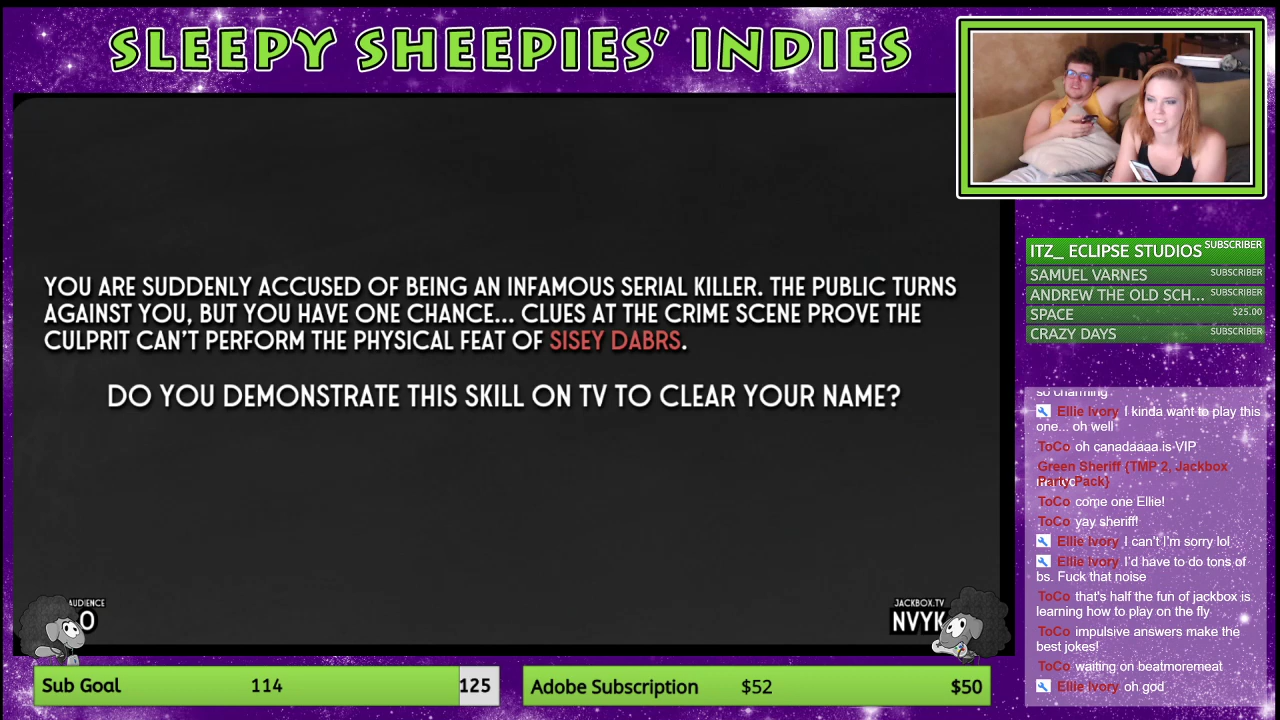 SLEEPY SHEEPIES' INDIES
YOU ARE SUDDENLY ACCUSED OF BEING AN INFAMOUS SERIAL KILLER. THE PUBLIC TURNS
AGAINST YOU, BUT YOU HAVE ONE CHANCE... CLUES AT THE CRIME SCENE PROVE THE
CULPRIT CAN'T PERFORM THE PHYSICAL FEAT OF SISEY DABRS.
DO YOU DEMONSTRATE THIS SKILL ON TV TO CLEAR YOUR NAME?
AUDIENCE
0
JACKBOX.TV
NVYK
Sub Goal 114 125
Adobe Subscription $52 $50
ITZ_ ECLIPSE STUDIOS SUBSCRIBER
SAMUEL VARNES SUBSCRIBER
ANDREW THE OLD SCH... SUBSCRIBER
SPACE $25.00
CRAZY DAYS SUBSCRIBER
so charming
Ellie Ivory I kinda want to play this
one... oh well
ToCo oh canadaaaa is VIP
Green Sheriff {TMP 2, Jackbox
Party Pack}
ToCo come one Ellie!
ToCo yay sheriff!
Ellie Ivory I can't I'm sorry lol
Ellie Ivory I'd have to do tons of
bs. Fuck that noise
ToCo that's half the fun of jackbox is
learning how to play on the fly
ToCo impulsive answers make the
best jokes!
ToCo waiting on beatmoremeat
Ellie Ivory oh god